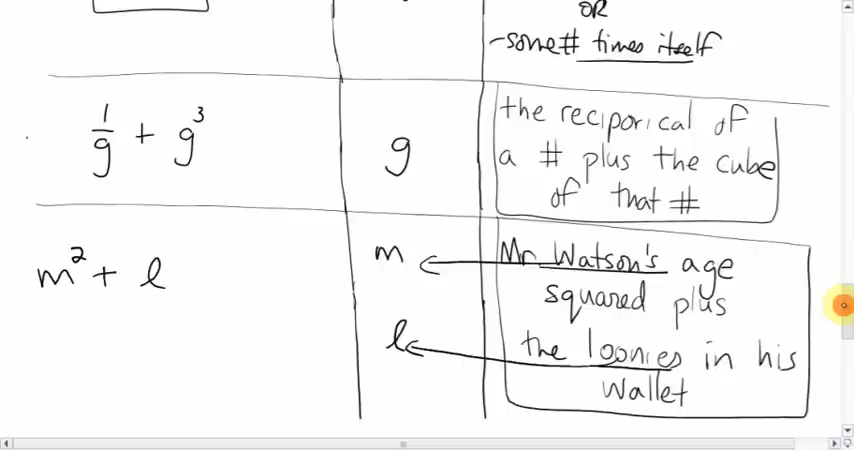 OR
-some# times itself
1/g + g³
g
the reciporical of
a # plus the cube
of that #
m² + l
m
l
Mr Watson's age
squared plus
the loonies in his
wallet